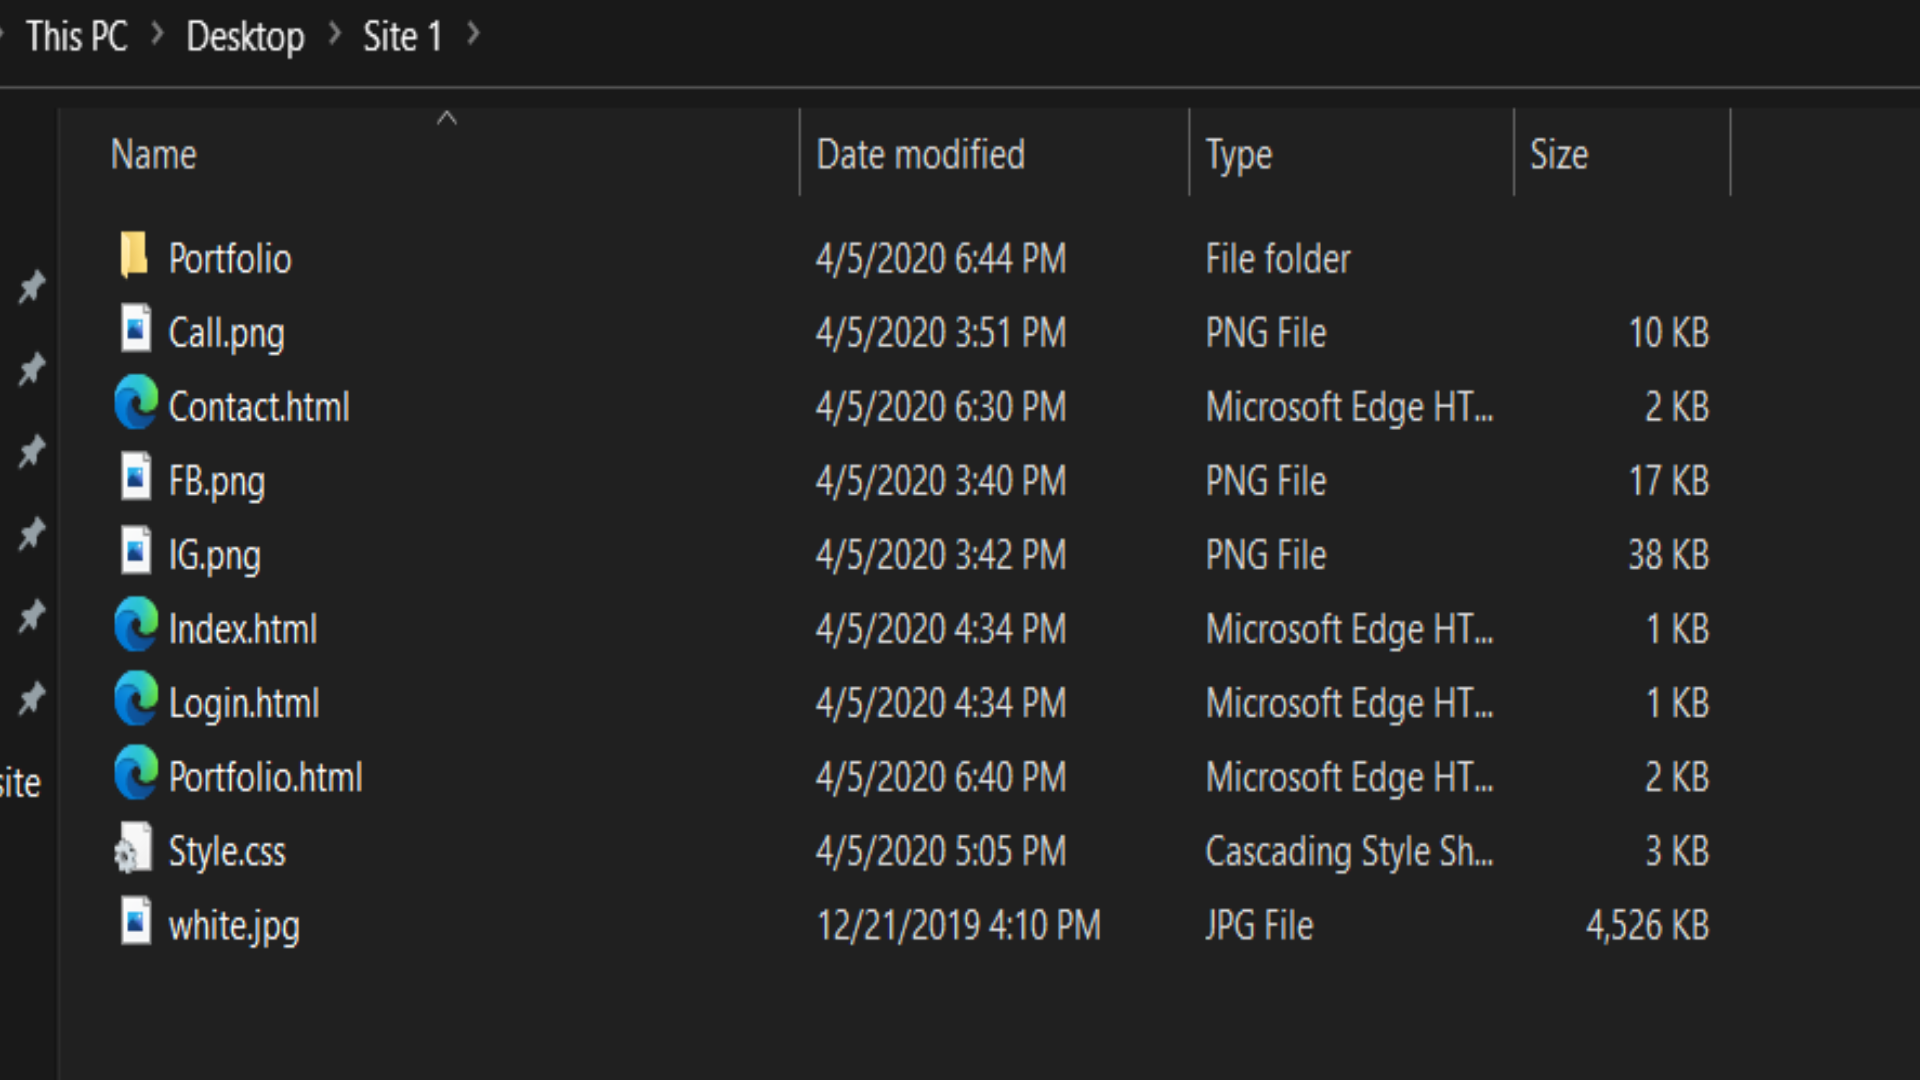 This PC > Desktop > Site 1 >
Name Date modified Type Size
Portfolio 4/5/2020 6:44 PM File folder
Call.png 4/5/2020 3:51 PM PNG File 10 KB
Contact.html 4/5/2020 6:30 PM Microsoft Edge HT... 2 KB
FB.png 4/5/2020 3:40 PM PNG File 17 KB
IG.png 4/5/2020 3:42 PM PNG File 38 KB
Index.html 4/5/2020 4:34 PM Microsoft Edge HT... 1 KB
Login.html 4/5/2020 4:34 PM Microsoft Edge HT... 1 KB
site
Portfolio.html 4/5/2020 6:40 PM Microsoft Edge HT... 2 KB
Style.css 4/5/2020 5:05 PM Cascading Style Sh... 3 KB
white.jpg 12/21/2019 4:10 PM JPG File 4,526 KB